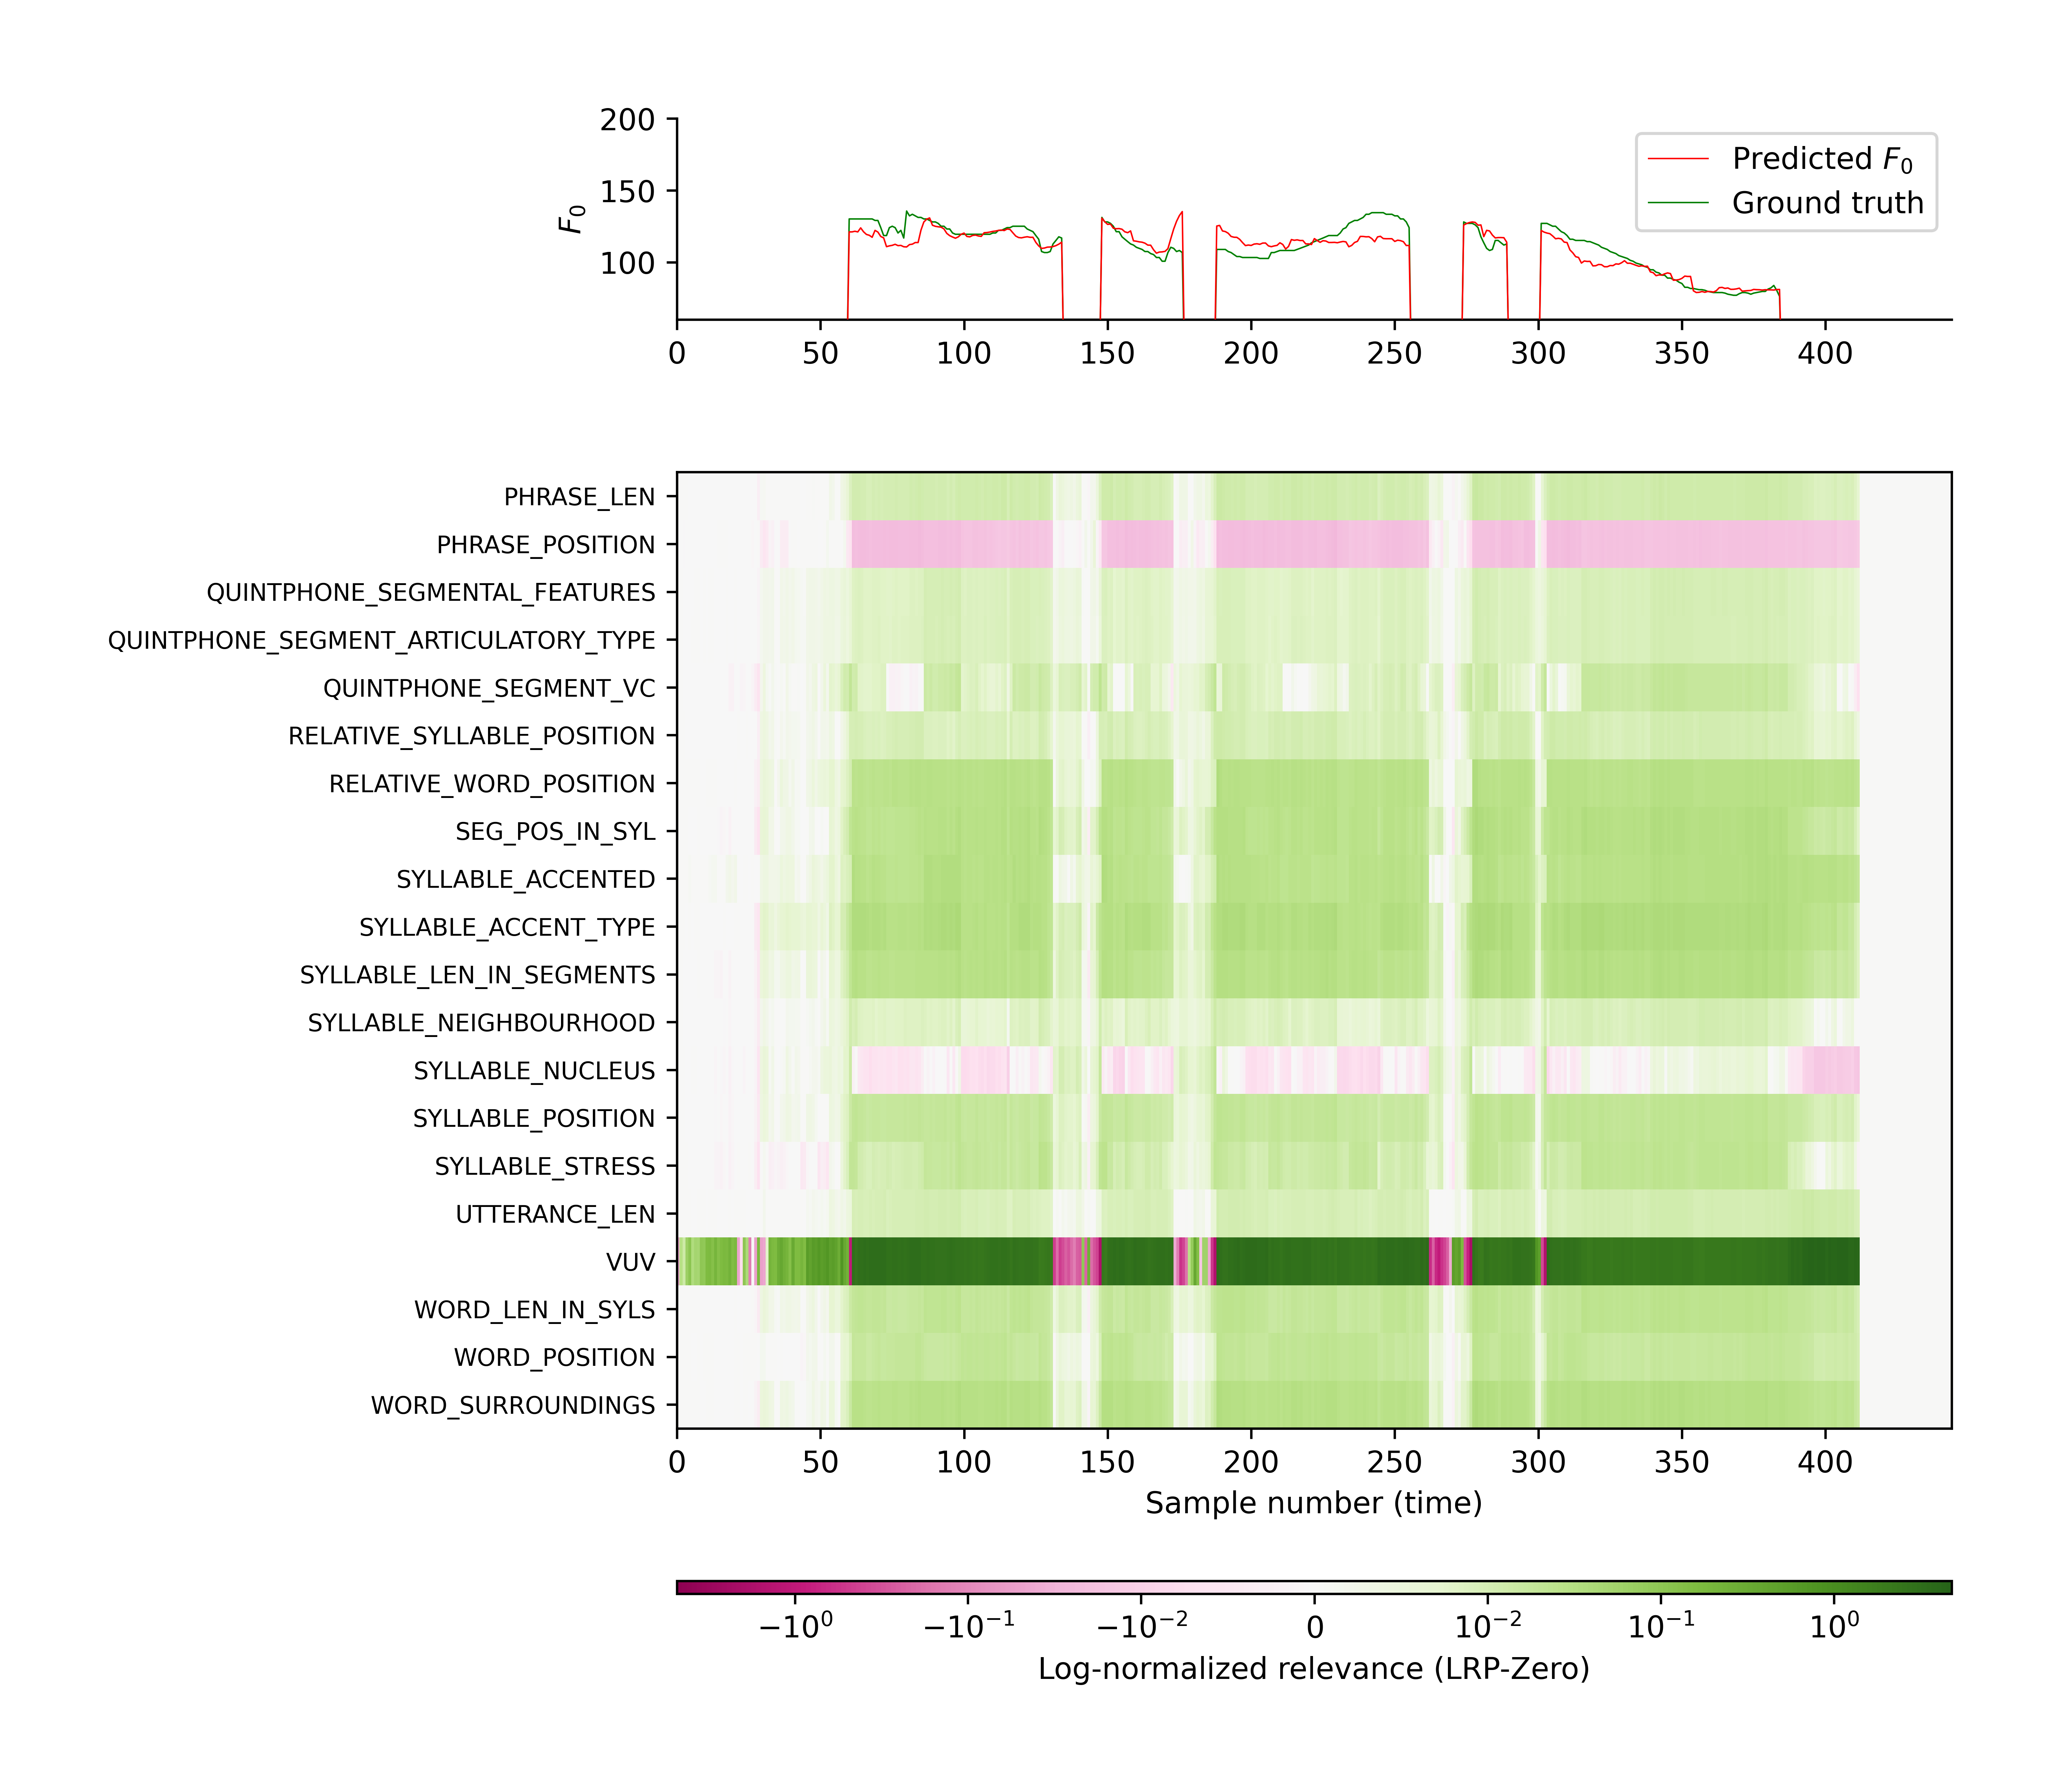 200
150
100
F₀
Predicted F₀
Ground truth
0 50 100 150 200 250 300 350 400
PHRASE_LEN
PHRASE_POSITION
QUINTPHONE_SEGMENTAL_FEATURES
QUINTPHONE_SEGMENT_ARTICULATORY_TYPE
QUINTPHONE_SEGMENT_VC
RELATIVE_SYLLABLE_POSITION
RELATIVE_WORD_POSITION
SEG_POS_IN_SYL
SYLLABLE_ACCENTED
SYLLABLE_ACCENT_TYPE
SYLLABLE_LEN_IN_SEGMENTS
SYLLABLE_NEIGHBOURHOOD
SYLLABLE_NUCLEUS
SYLLABLE_POSITION
SYLLABLE_STRESS
UTTERANCE_LEN
VUV
WORD_LEN_IN_SYLS
WORD_POSITION
WORD_SURROUNDINGS
0 50 100 150 200 250 300 350 400
Sample number (time)
−10⁰ −10⁻¹ −10⁻² 0 10⁻² 10⁻¹ 10⁰
Log-normalized relevance (LRP-Zero)